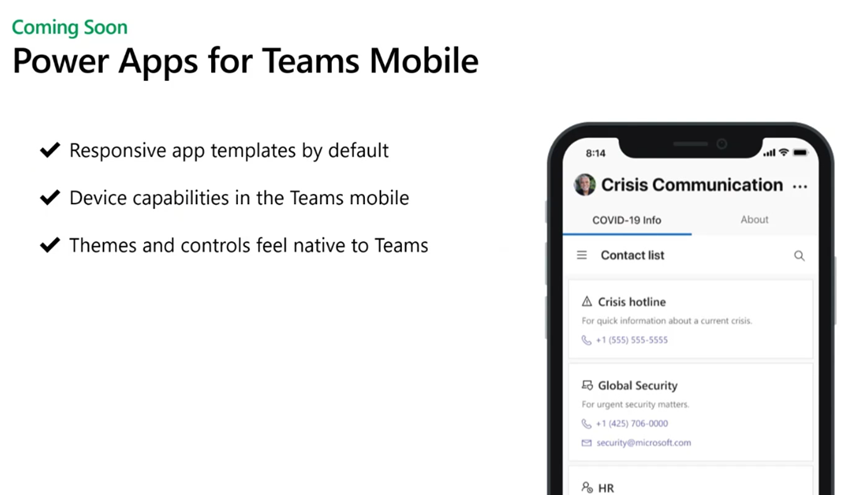 Coming Soon
Power Apps for Teams Mobile
Responsive app templates by default
Device capabilities in the Teams mobile
Themes and controls feel native to Teams
8:14
Crisis Communication
COVID-19 Info
About
Contact list
Crisis hotline
For quick information about a current crisis.
+1 (555) 555-5555
Global Security
For urgent security matters.
+1 (425) 706-0000
security@microsoft.com
HR